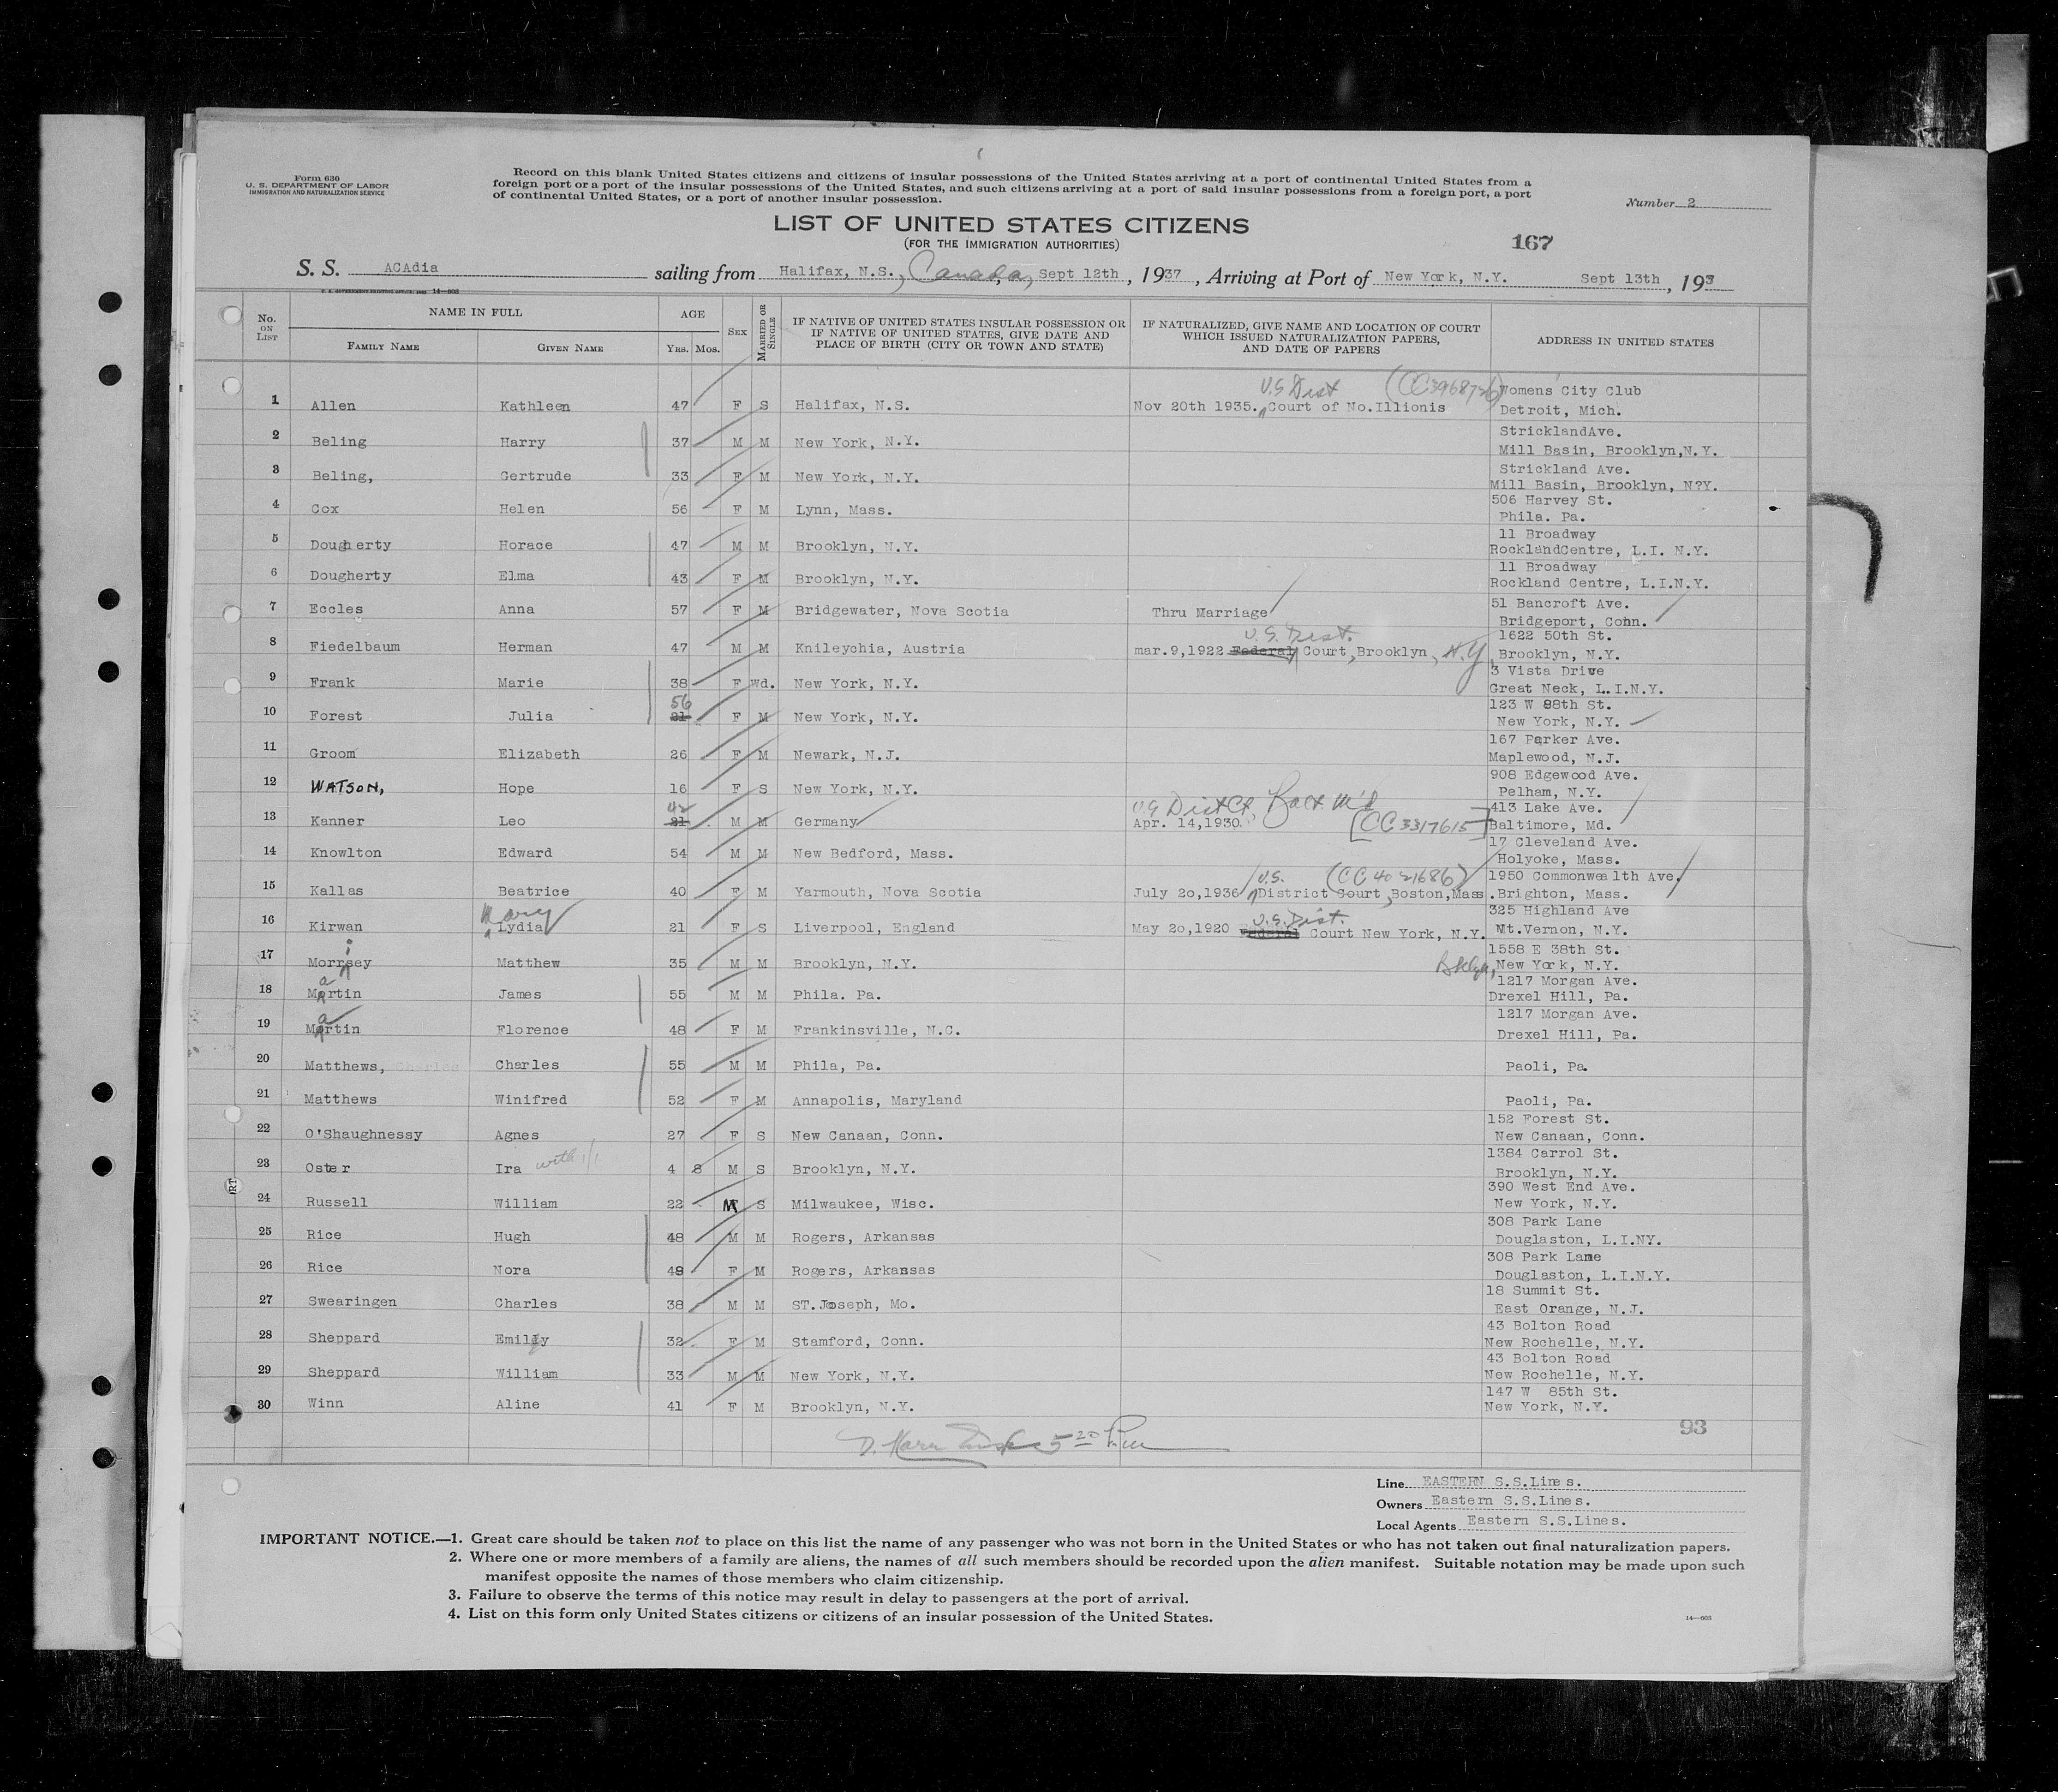 Form 630
U. S. DEPARTMENT OF LABOR
IMMIGRATION AND NATURALIZATION SERVICE
Record on this blank United States citizens and citizens of insular possessions of the United States arriving at a port of continental United States from a
foreign port or a port of the insular possessions of the United States, and such citizens arriving at a port of said insular possessions from a foreign port, a port
of continental United States, or a port of another insular possession.
Number 2
LIST OF UNITED STATES CITIZENS
(FOR THE IMMIGRATION AUTHORITIES)
167
S. S. ACAdia sailing from Halifax, N.S., Canada, Sept 12th, 1937, Arriving at Port of New York, N.Y. Sept 13th, 193
No. ON LIST NAME IN FULL FAMILY NAME GIVEN NAME AGE YRS. MOS. SEX MARRIED OR SINGLE IF NATIVE OF UNITED STATES INSULAR POSSESSION OR IF NATIVE OF UNITED STATES, GIVE DATE AND PLACE OF BIRTH (CITY OR TOWN AND STATE) IF NATURALIZED, GIVE NAME AND LOCATION OF COURT WHICH ISSUED NATURALIZATION PAPERS, AND DATE OF PAPERS ADDRESS IN UNITED STATES
U.S Dist (CC3968726) Womens City Club
1 Allen Kathleen 47 F S Halifax, N.S. Nov 20th 1935. Court of No.Illionis Detroit, Mich.
StricklandAve.
2 Beling Harry 37 M M New York, N.Y. Mill Basin, Brooklyn,N.Y.
Strickland Ave.
3 Beling, Gertrude 33 F M New York, N.Y. Mill Basin, Brooklyn, N?Y.
506 Harvey St.
4 Cox Helen 56 F M Lynn, Mass. Phila. Pa.
11 Broadway
5 Dougherty Horace 47 M M Brooklyn, N.Y. RocklandCentre, L.I. N.Y.
11 Broadway
6 Dougherty Elma 43 F M Brooklyn, N.Y. Rockland Centre, L.I.N.Y.
51 Bancroft Ave.
7 Eccles Anna 57 F M Bridgewater, Nova Scotia Thru Marriage Bridgeport, Conn.
U.S. Dist. 1622 50th St.
8 Fiedelbaum Herman 47 M M Knileychia, Austria mar.9,1922 Federal Court, Brooklyn, N.Y. Brooklyn, N.Y.
3 Vista Drive
9 Frank Marie 38 F Wd. New York, N.Y. Great Neck, L.I.N.Y.
56 123 W 88th St.
10 Forest Julia 21 F M New York, N.Y. New York, N.Y.
167 Parker Ave.
11 Groom Elizabeth 26 F M Newark, N.J. Maplewood, N.J.
908 Edgewood Ave.
12 WATSON, Hope 16 F S New York, N.Y. Pelham, N.Y.
42 U.S Dist Ct, Balt M'd 413 Lake Ave.
13 Kanner Leo 21 M M Germany Apr. 14,1930. [CC 3317615] Baltimore, Md.
17 Cleveland Ave.
14 Knowlton Edward 54 M M New Bedford, Mass. Holyoke, Mass.
U.S. (CC 4021686) 1950 Commonwealth Ave.
15 Kallas Beatrice 40 F M Yarmouth, Nova Scotia July 20,1936 District Court, Boston,Mass .Brighton, Mass.
Mary U.S. Dist. 325 Highland Ave
16 Kirwan Lydia 21 F S Liverpool, England May 20,1920 Federal Court New York, N.Y. Mt.Vernon, N.Y.
i 1558 E 38th St.
17 Morrsey Matthew 35 M M Brooklyn, N.Y. Bklyn, New York, N.Y.
a 1217 Morgan Ave.
18 Martin James 55 M M Phila. Pa. Drexel Hill, Pa.
a 1217 Morgan Ave.
19 Martin Florence 48 F M Frankinsville, N.C. Drexel Hill, Pa.
20 Matthews, Charles Charles 55 M M Phila, Pa. Paoli, Pa.
21 Matthews Winifred 52 F M Annapolis, Maryland Paoli, Pa.
152 Forest St.
22 O'Shaughnessy Agnes 27 F S New Canaan, Conn. New Canaan, Conn.
1384 Carrol St.
23 Oster Ira with 1/1 4 8 M S Brooklyn, N.Y. Brooklyn, N.Y.
390 West End Ave.
24 Russell William 22 M S Milwaukee, Wisc. New York, N.Y.
308 Park Lane
25 Rice Hugh 48 M M Rogers, Arkansas Douglaston, L.I.NY.
308 Park Lane
26 Rice Nora 48 F M Rogers, Arkansas Douglaston, L.I.N.Y.
18 Summit St.
27 Swearingen Charles 38 M M ST.Joseph, Mo. East Orange, N.J.
43 Bolton Road
28 Sheppard Emily 32 F M Stamford, Conn. New Rochelle, N.Y.
43 Bolton Road
29 Sheppard William 33 M M New York, N.Y. New Rochelle, N.Y.
147 W 85th St.
30 Winn Aline 41 F M Brooklyn, N.Y. New York, N.Y.
93
5 20 Pm
Line EASTERN S.S.Lines.
Owners Eastern S.S.Lines.
Local Agents Eastern S.S.Lines.
IMPORTANT NOTICE.—1. Great care should be taken not to place on this list the name of any passenger who was not born in the United States or who has not taken out final naturalization papers.
2. Where one or more members of a family are aliens, the names of all such members should be recorded upon the alien manifest. Suitable notation may be made upon such
manifest opposite the names of those members who claim citizenship.
3. Failure to observe the terms of this notice may result in delay to passengers at the port of arrival.
4. List on this form only United States citizens or citizens of an insular possession of the United States.
14—803